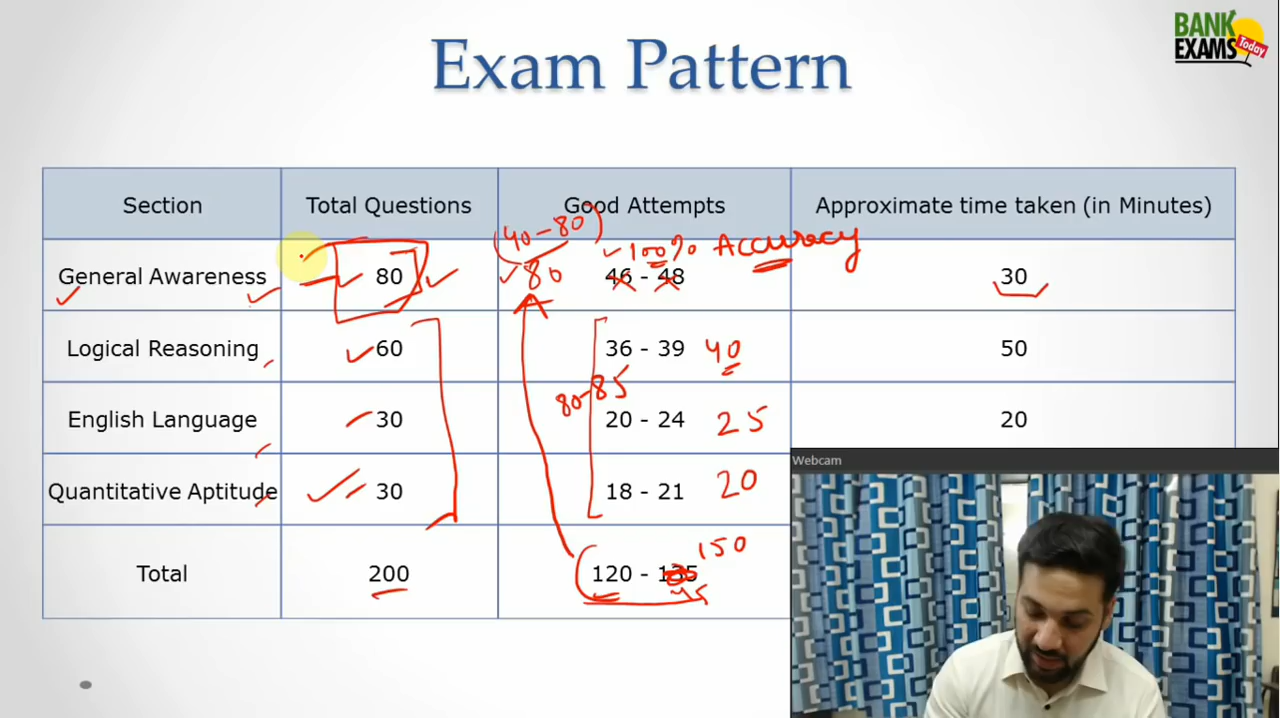 BANK
EXAMS
Today
Exam Pattern
Section Total Questions Good Attempts Approximate time taken (in Minutes)
(40-80)
100% Accuracy
General Awareness 80 80 46 - 48 30
Logical Reasoning 60 36 - 39 40 50
80-85
English Language 30 20 - 24 25 20
Webcam
Quantitative Aptitude 30 18 - 21 20
150
Total 200 120 - 135
45